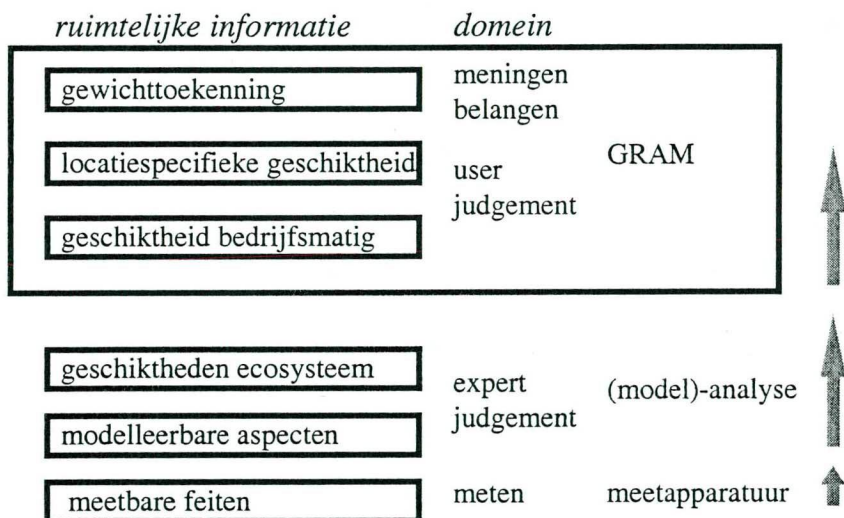 ruimtelijke informatie domein
gewichttoekenning meningen
belangen
locatiespecifieke geschiktheid user GRAM
judgement
geschiktheid bedrijfsmatig
geschiktheden ecosysteem expert (model)-analyse
judgement
modelleerbare aspecten
meetbare feiten meten meetapparatuur